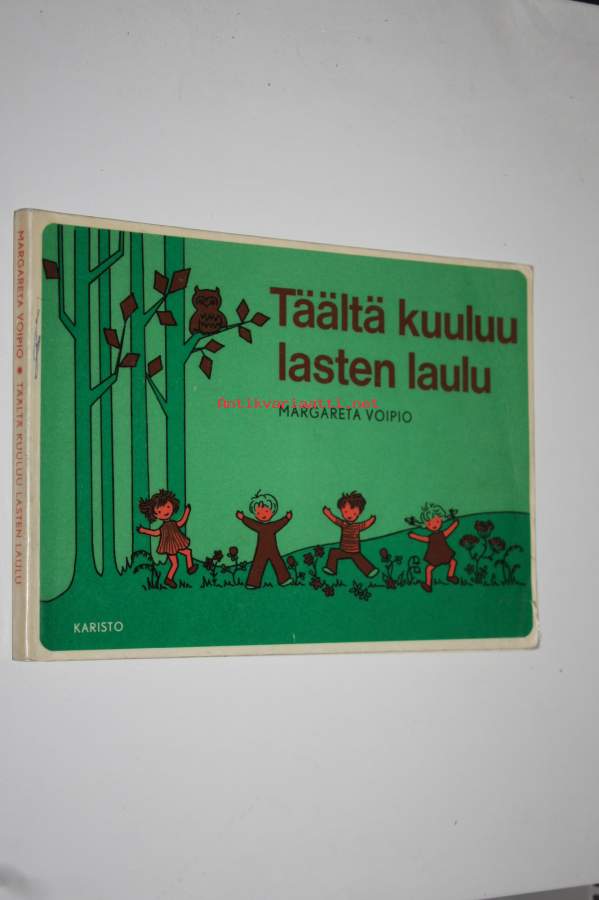 MARGARETA VOIPIO • TÄÄLTÄ KUULUU LASTEN LAULU
Täältä kuuluu
lasten laulu
Antikvariaatti.net
MARGARETA VOIPIO
KARISTO